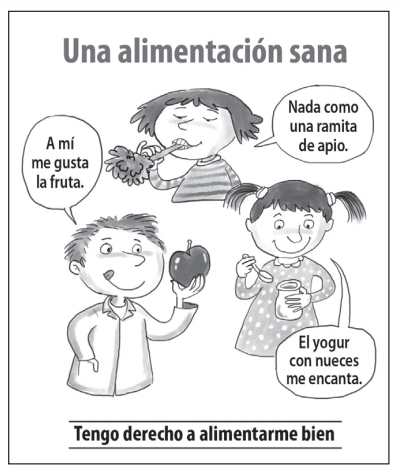 Una alimentación sana
Nada como
una ramita
de apio.
A mí
me gusta
la fruta.
El yogur
con nueces
me encanta.
Tengo derecho a alimentarme bien